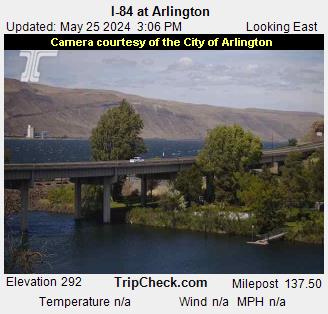 I-84 at Arlington
Updated: May 25 2024 3:06 PM Looking East
Camera courtesy of the City of Arlington
Elevation 292 TripCheck.com Milepost 137.50
Temperature n/a Wind n/a MPH n/a